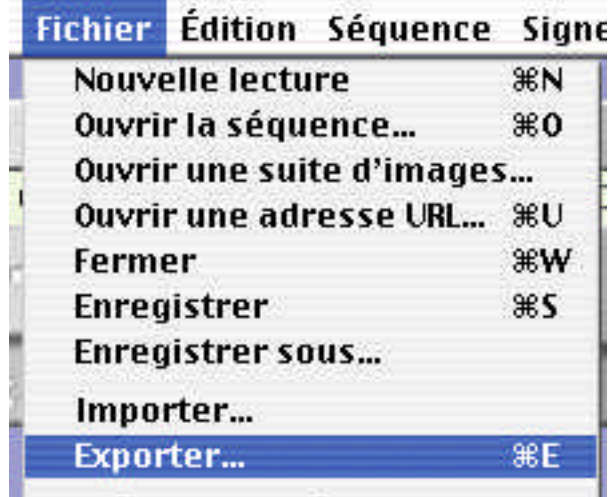 Fichier Édition Séquence Signe
Nouvelle lecture ⌘N
Ouvrir la séquence... ⌘O
Ouvrir une suite d'images...
Ouvrir une adresse URL... ⌘U
Fermer ⌘W
Enregistrer ⌘S
Enregistrer sous...
Importer...
Exporter... ⌘E